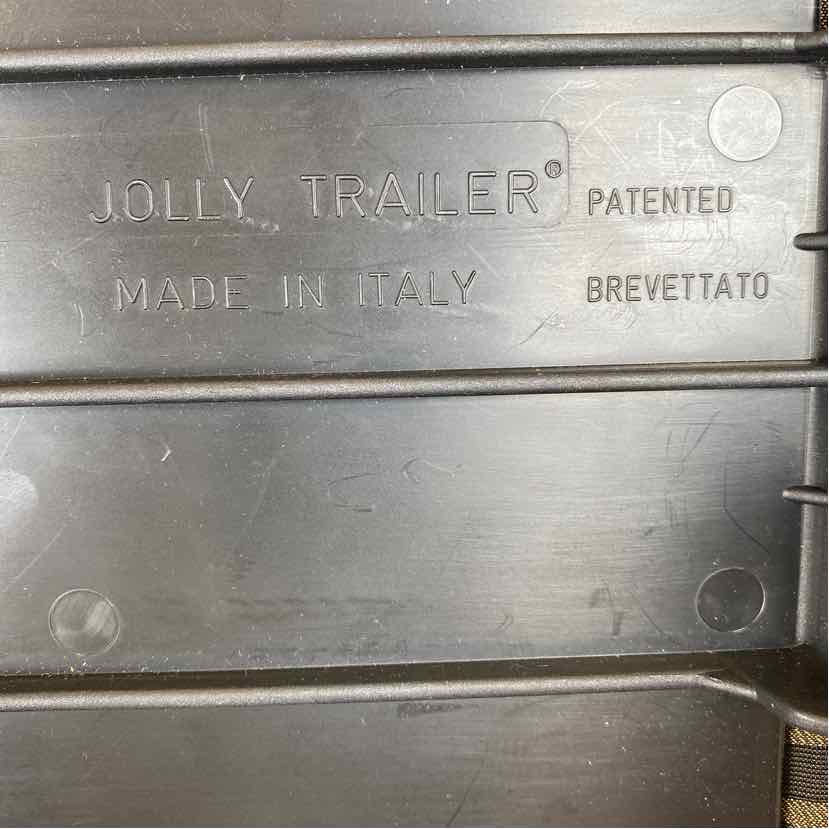 JOLLY TRAILER®
MADE IN ITALY
PATENTED
BREVETTATO